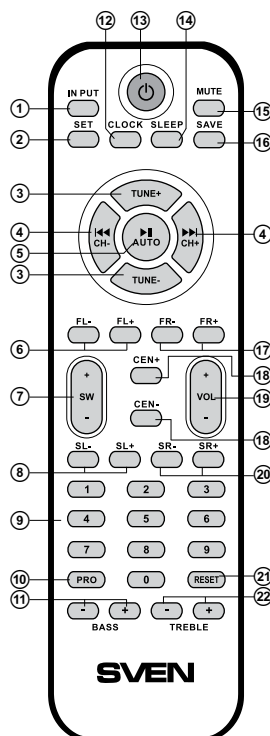 12 13 14
IN PUT MUTE
1 15
SET CLOCK SLEEP SAVE
2 16
3 TUNE+
4 CH- AUTO CH+ 4
5
3 TUNE-
FL- FL+ FR- FR+
6 17
CEN+ 18
7 + SW - + VOL - 19
CEN- 18
SL- SL+ SR- SR+
8 20
1 2 3
9 4 5 6
7 8 9
10 PRO 0 RESET 21
11 - + - + 22
BASS TREBLE
SVEN